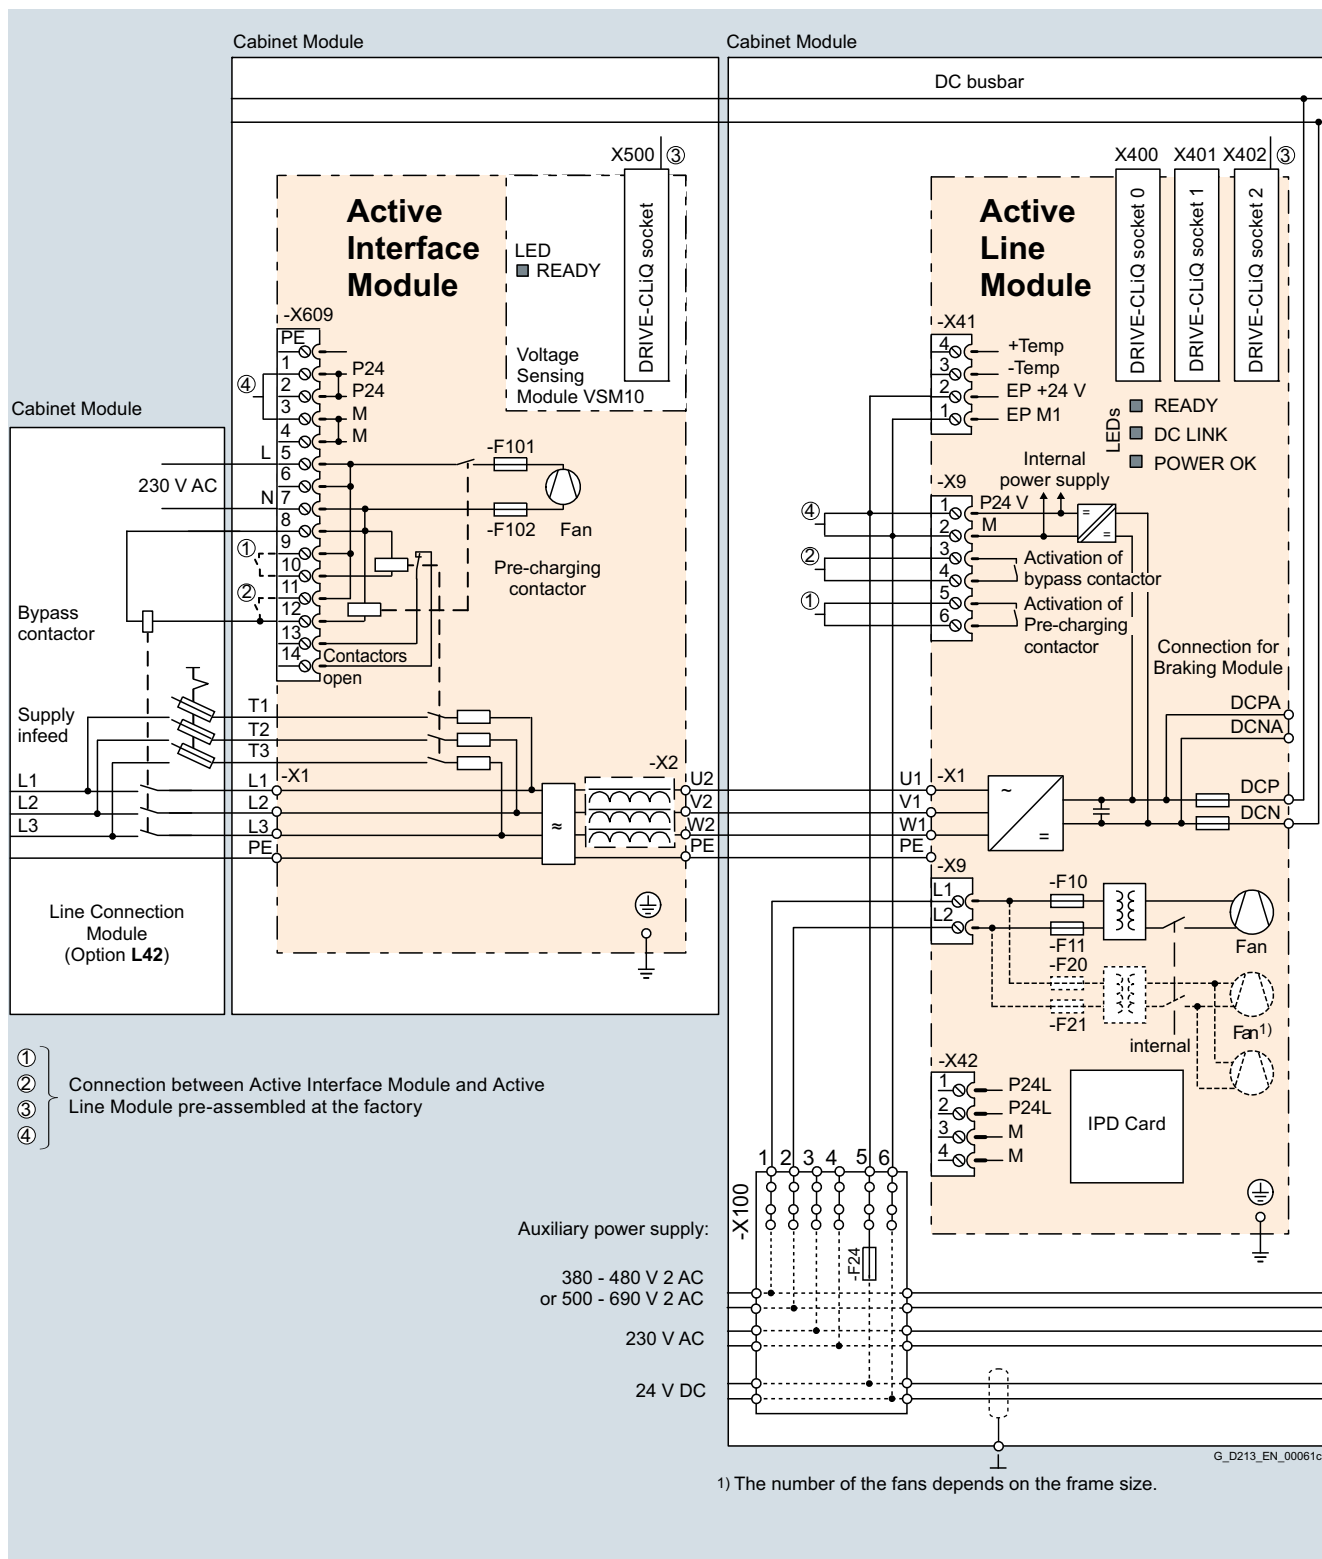 Cabinet Module
Cabinet Module
DC busbar
X500
③
X400
X401
X402
③
Active
Interface
Module
LED
READY
DRIVE-CLiQ socket
Voltage
Sensing
Module VSM10
Active
Line
Module
DRIVE-CLiQ socket 0
DRIVE-CLiQ socket 1
DRIVE-CLiQ socket 2
-X609
PE
1
P24
2
P24
3
M
4
M
5
6
7
8
9
10
11
12
13
14
④
L
230 V AC
N
①
②
-F101
-F102
Fan
Pre-charging
contactor
Contactors
open
-X41
4
+Temp
3
-Temp
2
EP +24 V
1
EP M1
LEDs
READY
DC LINK
POWER OK
Internal
power supply
-X9
1
P24 V
2
M
3
4
5
6
④
②
①
=
=
Activation of
bypass contactor
Activation of
Pre-charging
contactor
Connection for
Braking Module
DCPA
DCNA
DCP
DCN
Cabinet Module
Bypass
contactor
Supply
infeed
L1
L2
L3
T1
T2
T3
-X1
L1
L2
L3
PE
≈
-X2
U2
V2
W2
PE
U1
-X1
V1
W1
PE
~
=
Line Connection
Module
(Option L42)
-X9
L1
L2
-F10
-F11
-F20
-F21
Fan
Fan1)
internal
-X42
1
P24L
2
P24L
3
M
4
M
IPD Card
①
②
③
④
Connection between Active Interface Module and Active
Line Module pre-assembled at the factory
1 2 3 4 5 6
-X100
-F24
Auxiliary power supply:
380 - 480 V 2 AC
or 500 - 690 V 2 AC
230 V AC
24 V DC
G_D213_EN_00061c
1) The number of the fans depends on the frame size.